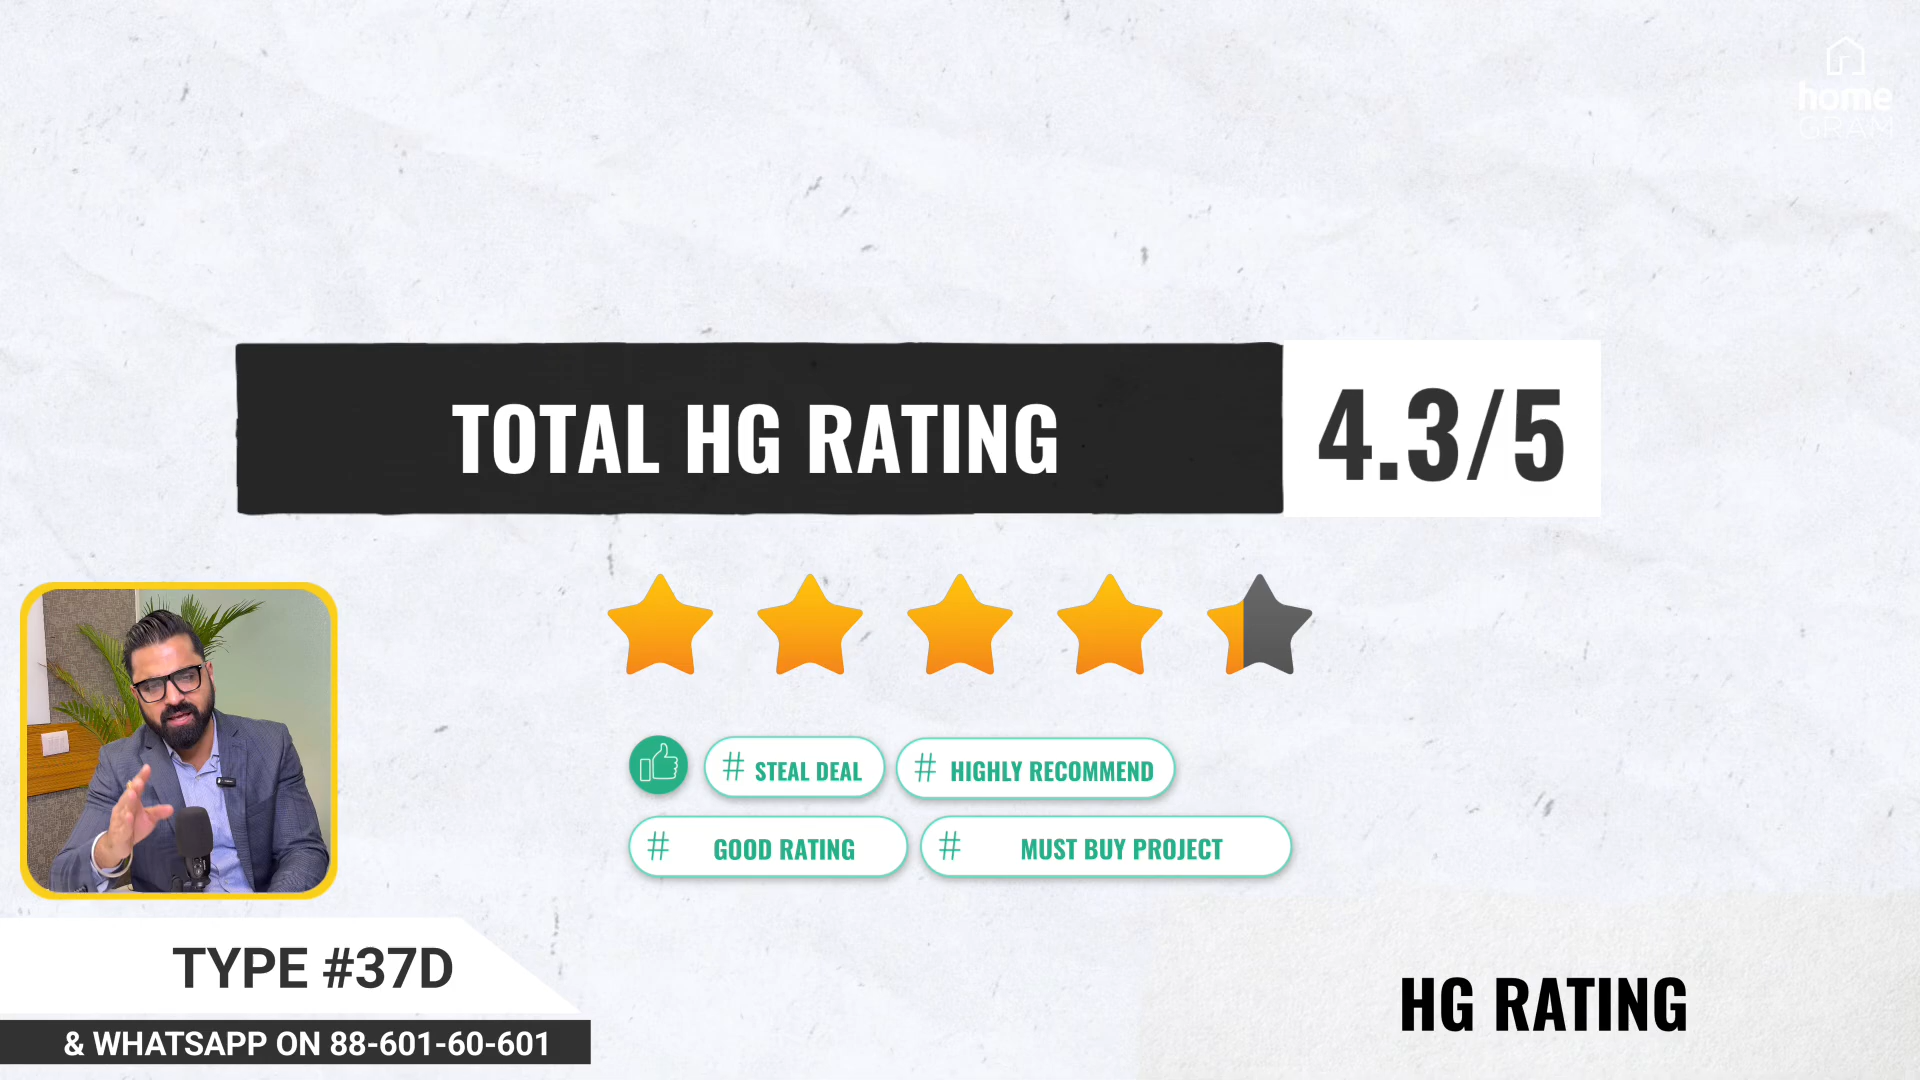 home
GRAM
TOTAL HG RATING
4.3/5
# STEAL DEAL
# HIGHLY RECOMMEND
# GOOD RATING
# MUST BUY PROJECT
TYPE #37D
& WHATSAPP ON 88-601-60-601
HG RATING